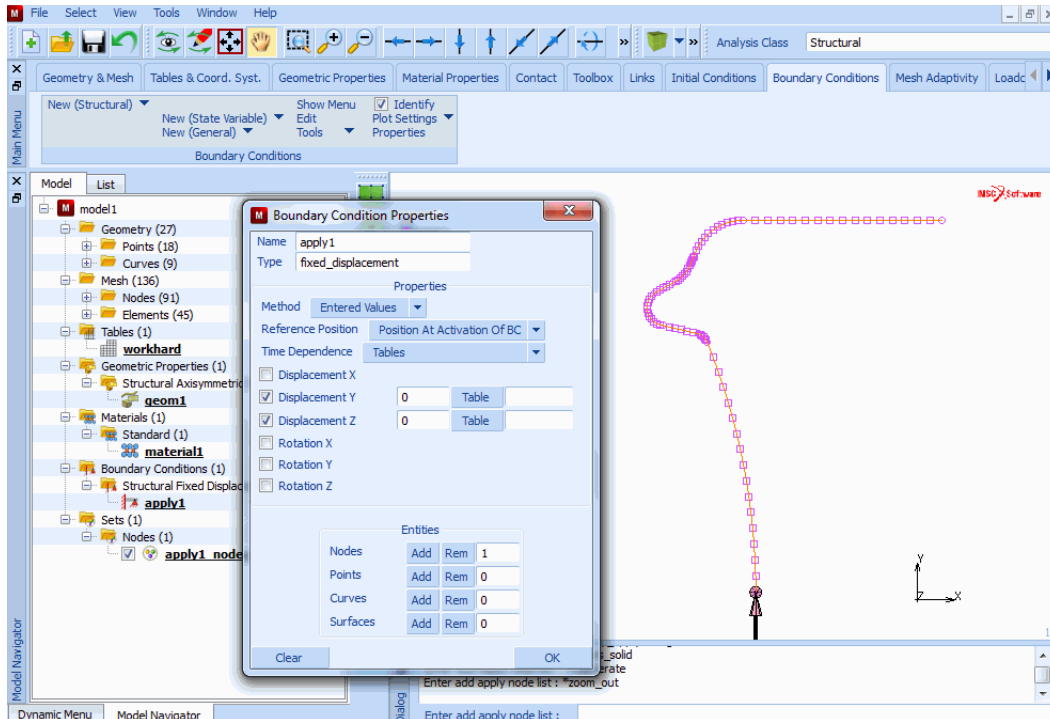 File Select View Tools Window Help
» » Analysis Class Structural
Geometry & Mesh Tables & Coord. Syst. Geometric Properties Material Properties Contact Toolbox Links Initial Conditions Boundary Conditions Mesh Adaptivity Loadc
Main Menu
New (Structural) Show Menu Identify
New (State Variable) Edit Plot Settings
New (General) Tools Properties
Boundary Conditions
Model List
model1
Geometry (27)
Points (18)
Curves (9)
Mesh (136)
Nodes (91)
Elements (45)
Tables (1)
workhard
Geometric Properties (1)
Structural Axisymmetric
geom1
Materials (1)
Standard (1)
material1
Boundary Conditions (1)
Structural Fixed Displac
apply1
Sets (1)
Nodes (1)
apply1_node
Model Navigator
Dynamic Menu Model Navigator
Boundary Condition Properties
Name apply1
Type fixed_displacement
Properties
Method Entered Values
Reference Position Position At Activation Of BC
Time Dependence Tables
Displacement X
Displacement Y 0 Table
Displacement Z 0 Table
Rotation X
Rotation Y
Rotation Z
Entities
Nodes Add Rem 1
Points Add Rem 0
Curves Add Rem 0
Surfaces Add Rem 0
Clear OK
MSC Software
Y
Z X
1
s_solid
erate
Enter add apply node list : *zoom_out
Enter add apply node list :